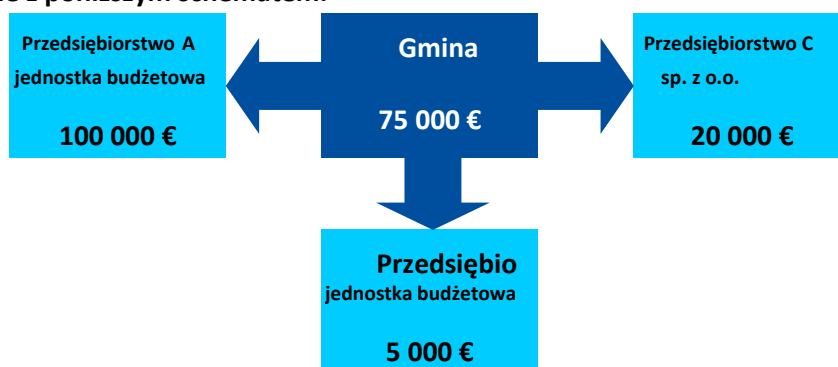 Przedsiębiorstwo A
jednostka budżetowa
100 000 €
Gmina
75 000 €
Przedsiębiorstwo C
sp. z o.o.
20 000 €
Przedsiębio
jednostka budżetowa
5 000 €